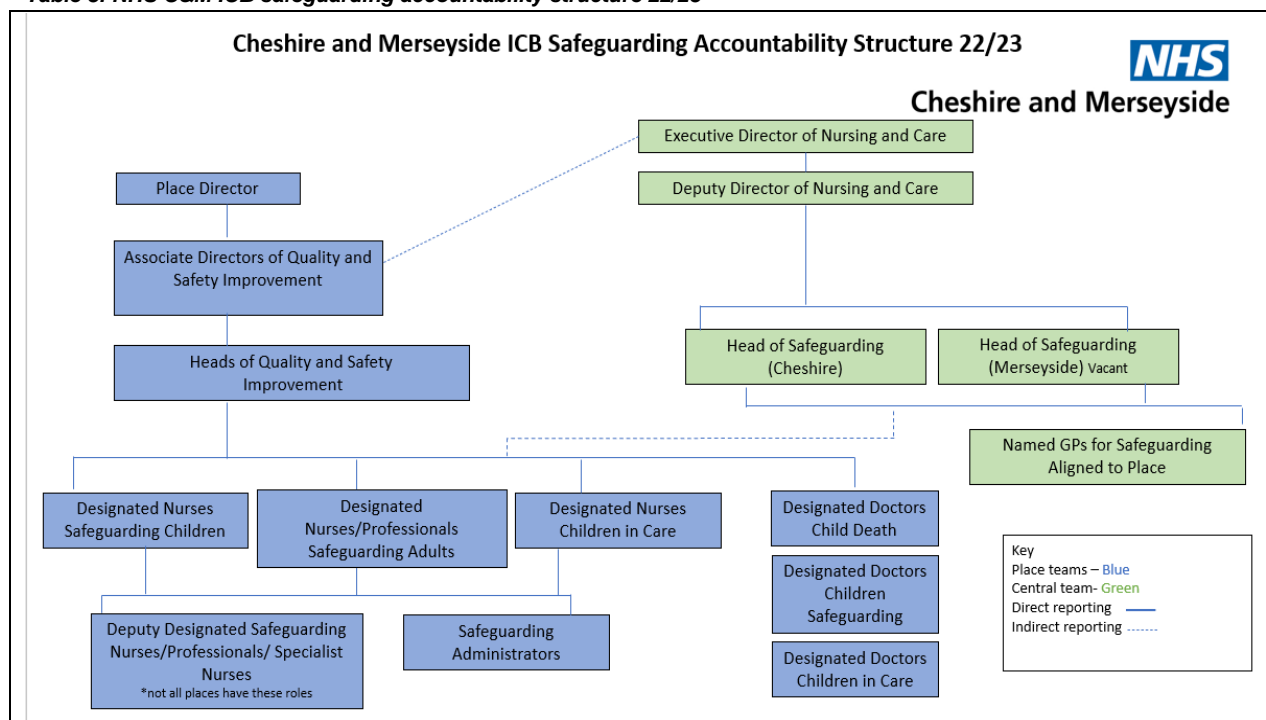 Cheshire and Merseyside ICB Safeguarding Accountability Structure 22/23
NHS
Cheshire and Merseyside
Executive Director of Nursing and Care
Place Director
Deputy Director of Nursing and Care
Associate Directors of Quality and
Safety Improvement
Heads of Quality and Safety
Improvement
Head of Safeguarding
(Cheshire)
Head of Safeguarding
(Merseyside) Vacant
Named GPs for Safeguarding
Aligned to Place
Designated Nurses
Safeguarding Children
Designated
Nurses/Professionals
Safeguarding Adults
Designated Nurses
Children in Care
Designated Doctors
Child Death
Designated Doctors
Children
Safeguarding
Designated Doctors
Children in Care
Deputy Designated Safeguarding
Nurses/Professionals/ Specialist
Nurses
*not all places have these roles
Safeguarding
Administrators
Key
Place teams – Blue
Central team- Green
Direct reporting
Indirect reporting